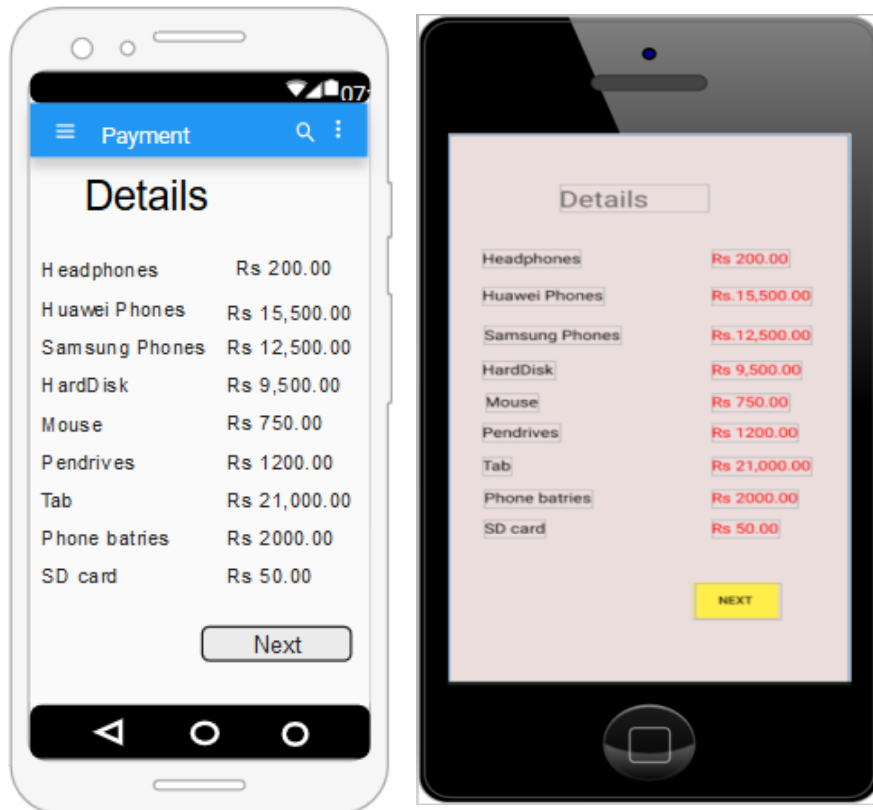 07:
Payment
Details
Headphones Rs 200.00
Huawei Phones Rs 15,500.00
Samsung Phones Rs 12,500.00
HardDisk Rs 9,500.00
Mouse Rs 750.00
Pendrives Rs 1200.00
Tab Rs 21,000.00
Phone batries Rs 2000.00
SD card Rs 50.00
Next
Details
Headphones Rs 200.00
Huawei Phones Rs.15,500.00
Samsung Phones Rs.12,500.00
HardDisk Rs 9,500.00
Mouse Rs 750.00
Pendrives Rs 1200.00
Tab Rs 21,000.00
Phone batries Rs 2000.00
SD card Rs 50.00
NEXT